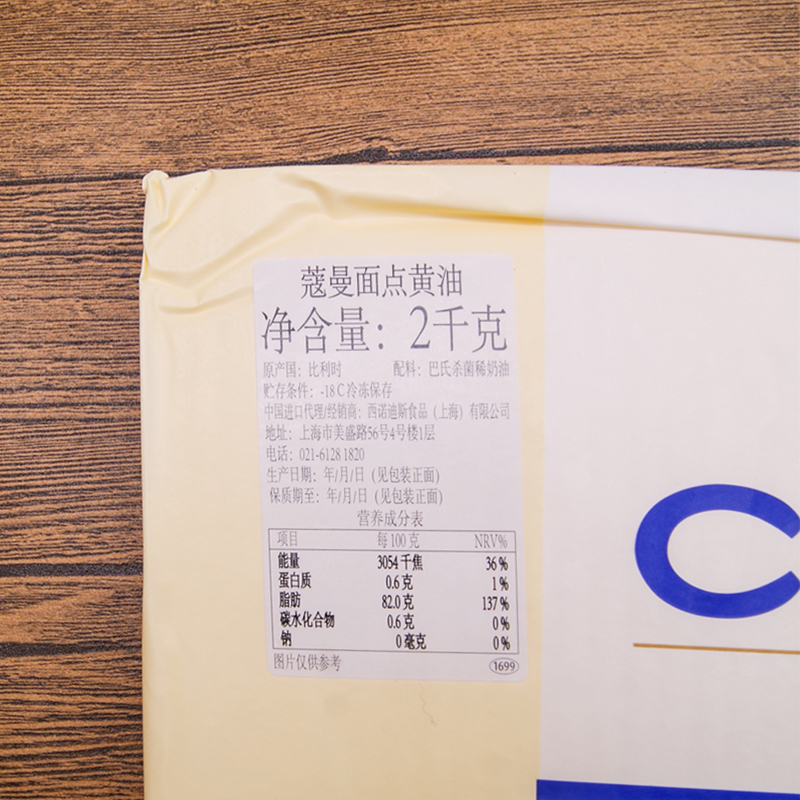 蔻曼面点黄油
净含量：2千克
原产国：比利时 配料：巴氏杀菌稀奶油
贮存条件：-18C冷冻保存
中国进口代理/经销商：西诺迪斯食品（上海）有限公司
地址：上海市美盛路56号4号楼1层
电话：021-6128 1820
生产日期：年/月/日（见包装正面）
保质期至：年/月/日（见包装正面）
营养成分表
项目 每100克 NRV%
能量 3054千焦 36%
蛋白质 0.6克 1%
脂肪 82.0克 137%
碳水化合物 0.6克 0%
钠 0毫克 0%
图片仅供参考 1699
C